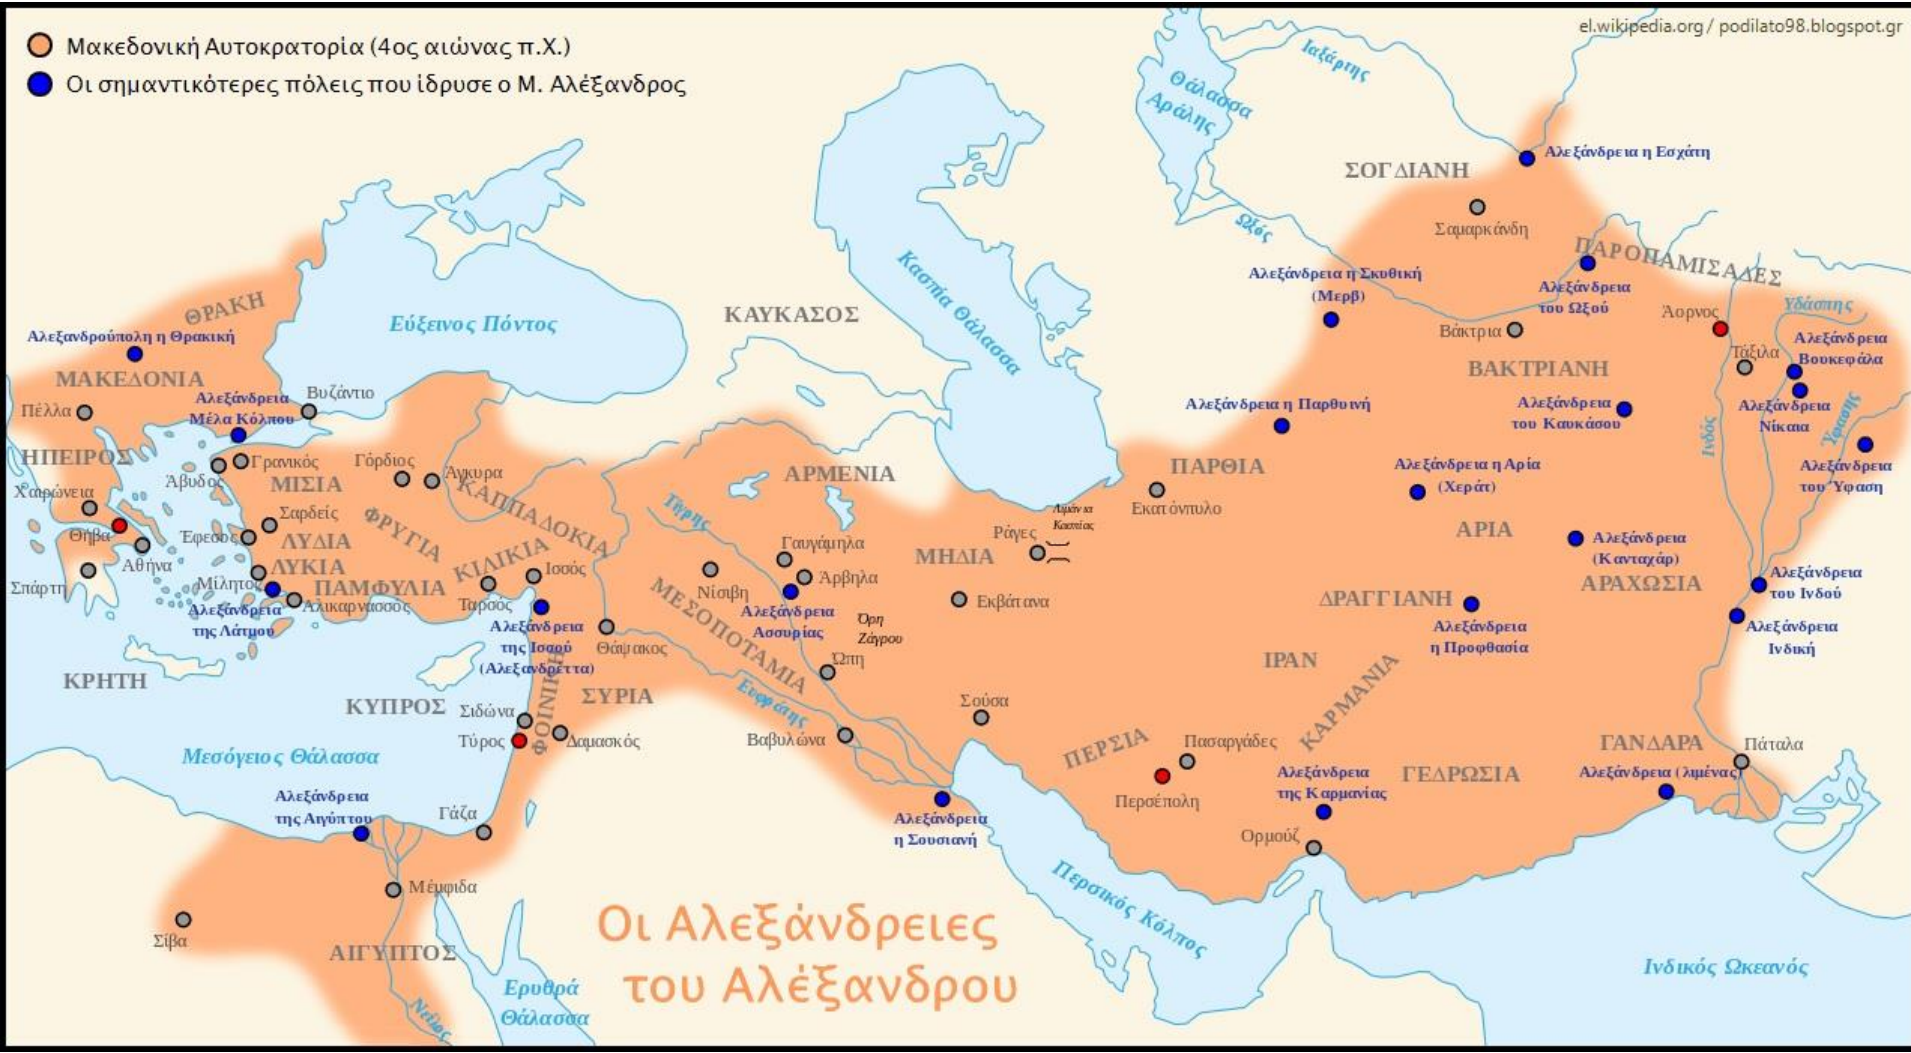 el.wikipedia.org / podilato98.blogspot.gr
Μακεδονική Αυτοκρατορία (4ος αιώνας π.Χ.)
Οι σημαντικότερες πόλεις που ίδρυσε ο Μ. Αλέξανδρος
Ιαξάρτης
Θάλασσα
Αράλης
Αλεξάνδρεια η Εσχάτη
ΣΟΓΔΙΑΝΗ
Σαμαρκάνδη
Ωξός
ΠΑΡΟΠΑΜΙΣΑΔΕΣ
Αλεξάνδρεια η Σκυθική
(Μερβ)
Αλεξάνδρεια
του Ωξού
Άορνος
Υδάσπης
Βάκτρια
Τάξιλα
Αλεξάνδρεια
Βουκεφάλα
ΒΑΚΤΡΙΑΝΗ
Αλεξάνδρεια
του Καυκάσου
Αλεξάνδρεια
Νίκαια
Ύφασης
Ινδός
Αλεξάνδρεια
του Ύφαση
Αλεξάνδρεια η Παρθυινή
ΠΑΡΘΙΑ
Εκατόνπυλο
Αλεξάνδρεια η Αρία
(Χεράτ)
ΑΡΙΑ
Αλεξάνδρεια
(Κανταχάρ)
ΑΡΑΧΩΣΙΑ
Αλεξάνδρεια
του Ινδού
Αλεξάνδρεια
Ινδική
ΔΡΑΓΓΙΑΝΗ
Αλεξάνδρεια
η Προφθασία
ΙΡΑΝ
ΚΑΡΜΑΝΙΑ
ΓΑΝΔΑΡΑ
Πάταλα
Αλεξάνδρεια (λιμένας)
ΓΕΔΡΩΣΙΑ
ΠΕΡΣΙΑ
Πασαργάδες
Περσέπολη
Αλεξάνδρεια
της Καρμανίας
Ορμούζ
Περσικός Κόλπος
Ινδικός Ωκεανός
Κασπία Θάλασσα
ΚΑΥΚΑΣΟΣ
Εύξεινος Πόντος
ΘΡΑΚΗ
Αλεξανδρούπολη η Θρακική
ΜΑΚΕΔΟΝΙΑ
Πέλλα
Αλεξάνδρεια
Μέλα Κόλπου
Βυζάντιο
ΗΠΕΙΡΟΣ
Χαιρώνεια
Θήβα
Αθήνα
Σπάρτη
Άβυδος
Γρανικός
ΜΙΣΙΑ
Γόρδιος
Άγκυρα
ΚΑΠΠΑΔΟΚΙΑ
ΦΡΥΓΙΑ
Σαρδείς
Έφεσος
ΛΥΔΙΑ
ΛΥΚΙΑ
Μίλητος
ΠΑΜΦΥΛΙΑ
Αλικαρνασσός
Αλεξάνδρεια
της Λάτμου
ΚΙΛΙΚΙΑ
Ταρσός
Ισσός
Αλεξάνδρεια
της Ισσού
(Αλεξανδρέττα)
Θάψακος
ΑΡΜΕΝΙΑ
Τίγρης
Νίσιβη
Γαυγάμηλα
Άρβηλα
Αλεξάνδρεια
Ασσυρίας
ΜΕΣΟΠΟΤΑΜΙΑ
Όρη
Ζάγρου
Ώπη
ΜΗΔΙΑ
Ράγες
Κασπίας
Εκβάτανα
Σούσα
Ευφράτης
Βαβυλώνα
Αλεξάνδρεια
η Σουσιανή
ΚΡΗΤΗ
ΚΥΠΡΟΣ
ΣΥΡΙΑ
ΦΟΙΝΙΚΗ
Σιδώνα
Τύρος
Δαμασκός
Μεσόγειος Θάλασσα
Αλεξάνδρεια
της Αιγύπτου
Γάζα
Μέμφιδα
Σίβα
ΑΙΓΥΠΤΟΣ
Νείλος
Ερυθρά
Θάλασσα
Οι Αλεξάνδρειες
του Αλέξανδρου